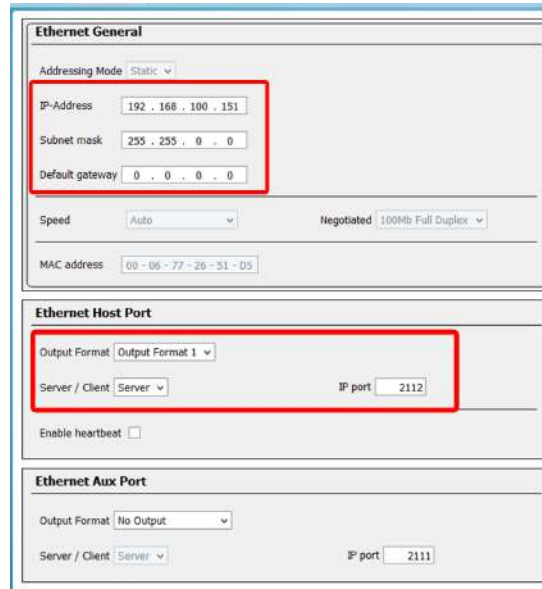 Ethernet General
Addressing Mode Static
IP-Address 192 . 168 . 100 . 151
Subnet mask 255 . 255 . 0 . 0
Default gateway 0 . 0 . 0 . 0
Speed Auto Negotiated 100Mb Full Duplex
MAC address 00 - 06 - 77 - 26 - 51 - D5
Ethernet Host Port
Output Format Output Format 1
Server / Client Server IP port 2112
Enable heartbeat
Ethernet Aux Port
Output Format No Output
Server / Client Server IP port 2111